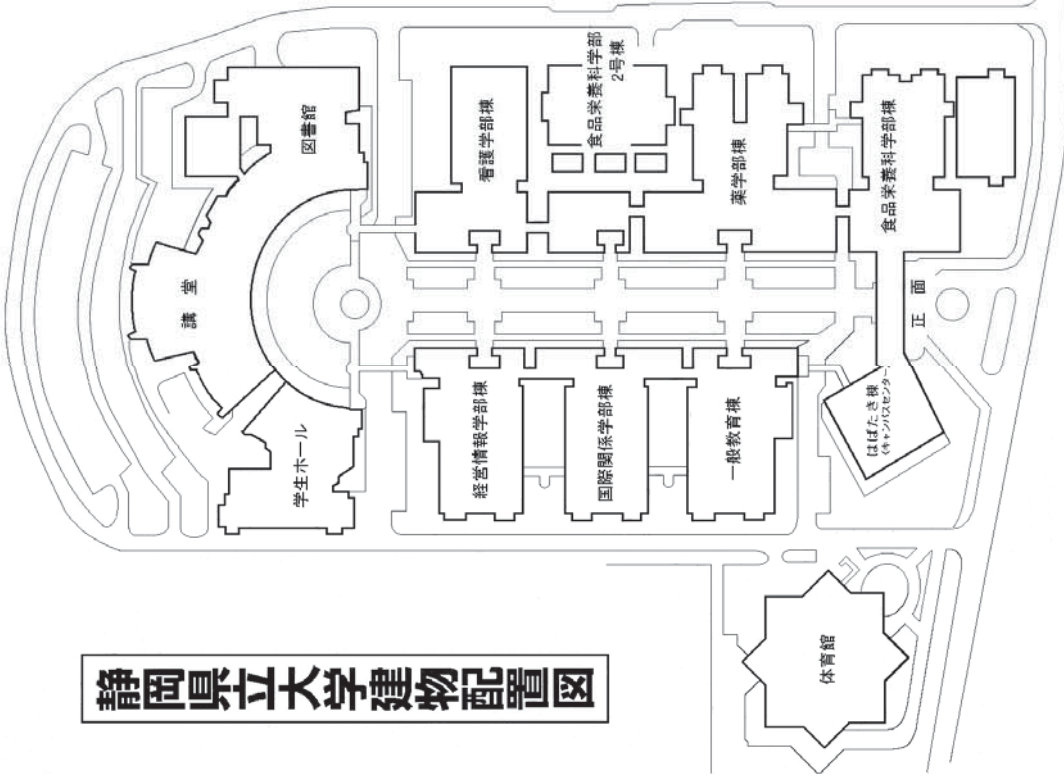 静岡県立大学建物配置図
図書館
講堂
学生ホール
看護学部棟
食品栄養科学部
2号棟
薬学部棟
食品栄養科学部棟
経営情報学部棟
国際関係学部棟
一般教育棟
正面
はばたき棟
(キャンパスセンター)
体育館